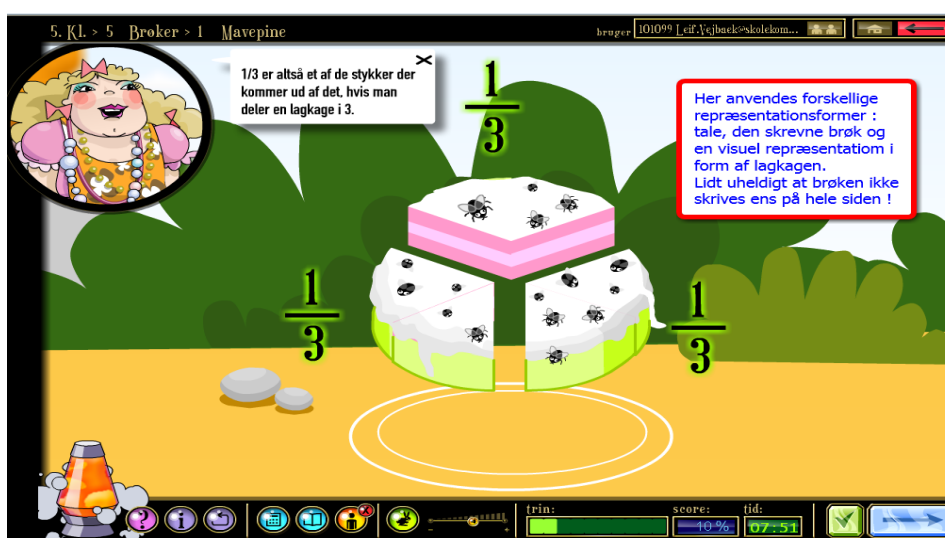 5. Kl. > 5 Brøker > 1 Mavepine
bruger 101099 Leif.Vejbaek@skolekom...
1/3 er altså et af de stykker der
kommer ud af det, hvis man
deler en lagkage i 3.
1
3
Her anvendes forskellige
repræsentationsformer :
tale, den skrevne brøk og
en visuel repræsentatiom i
form af lagkagen.
Lidt uheldigt at brøken ikke
skrives ens på hele siden !
1
3
1
3
trin:
score:
tid:
10 %
07:51